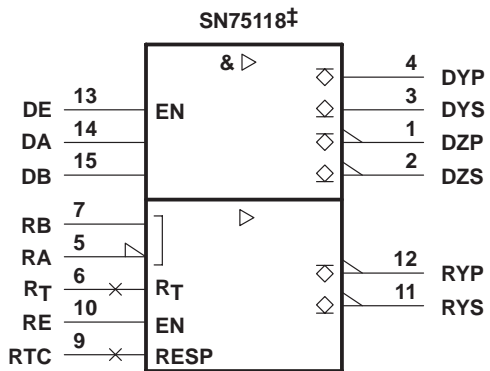 SN75118‡
& ▷
4 DYP
DE 13 EN 3 DYS
DA 14 1 DZP
DB 15 2 DZS
RB 7 ▷
RA 5
RT 6 RT 12 RYP
RE 10 EN 11 RYS
RTC 9 RESP